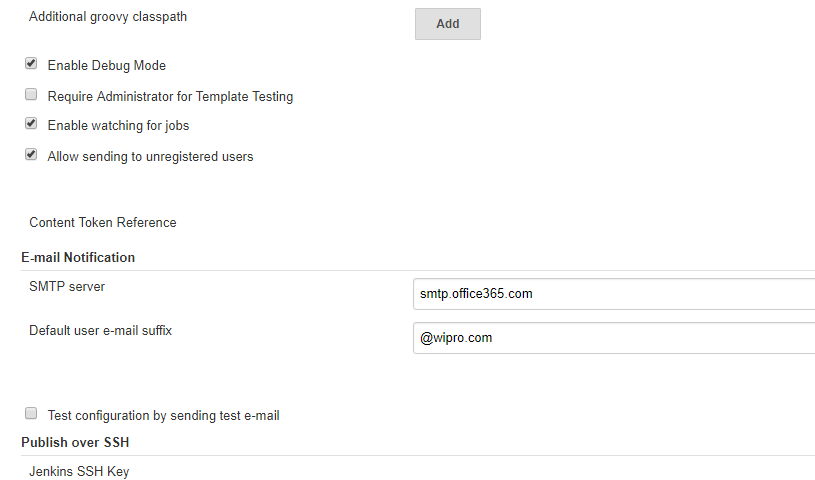 Additional groovy classpath
Add
Enable Debug Mode
Require Administrator for Template Testing
Enable watching for jobs
Allow sending to unregistered users
Content Token Reference
E-mail Notification
SMTP server
smtp.office365.com
Default user e-mail suffix
@wipro.com
Test configuration by sending test e-mail
Publish over SSH
Jenkins SSH Key